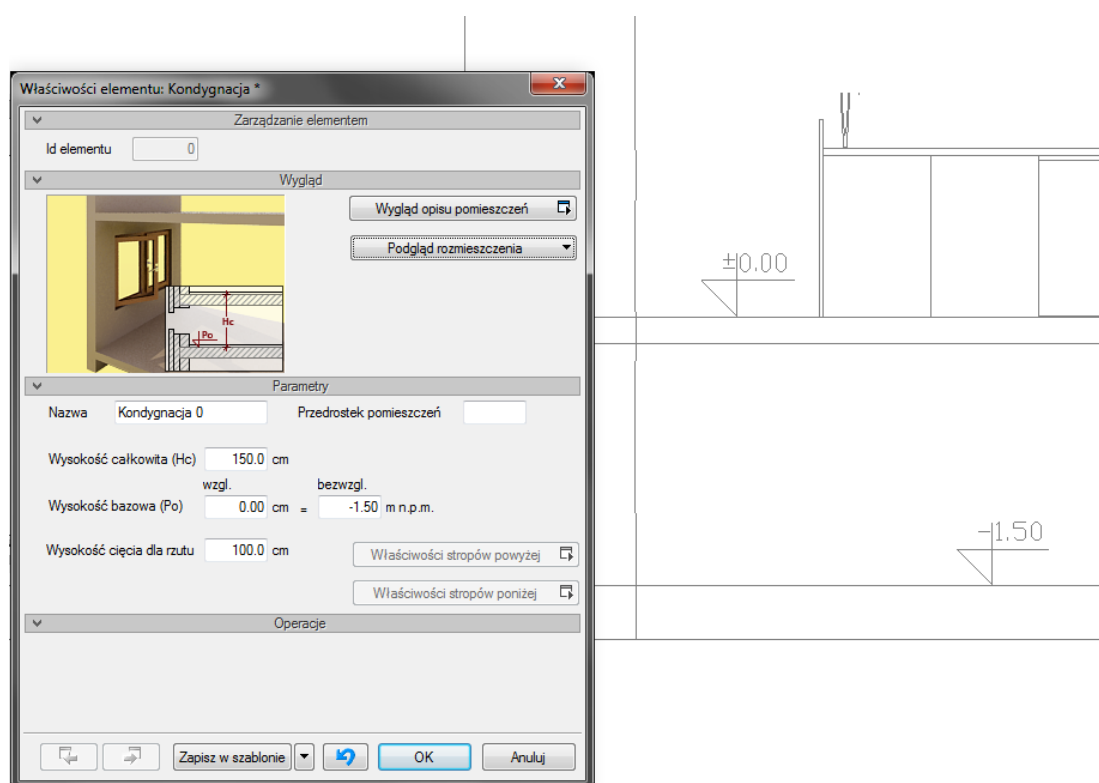 Właściwości elementu: Kondygnacja *
Zarządzanie elementem
Id elementu 0
Wygląd
Wygląd opisu pomieszczeń
Podgląd rozmieszczenia
Hc
Po
Parametry
Nazwa Kondygnacja 0 Przedrostek pomieszczeń
Wysokość całkowita (Hc) 150.0 cm
wzgl. bezwzgl.
Wysokość bazowa (Po) 0.00 cm = -1.50 m n.p.m.
Wysokość cięcia dla rzutu 100.0 cm
Właściwości stropów powyżej
Właściwości stropów poniżej
Operacje
Zapisz w szablonie OK Anuluj
±0.00
-1.50